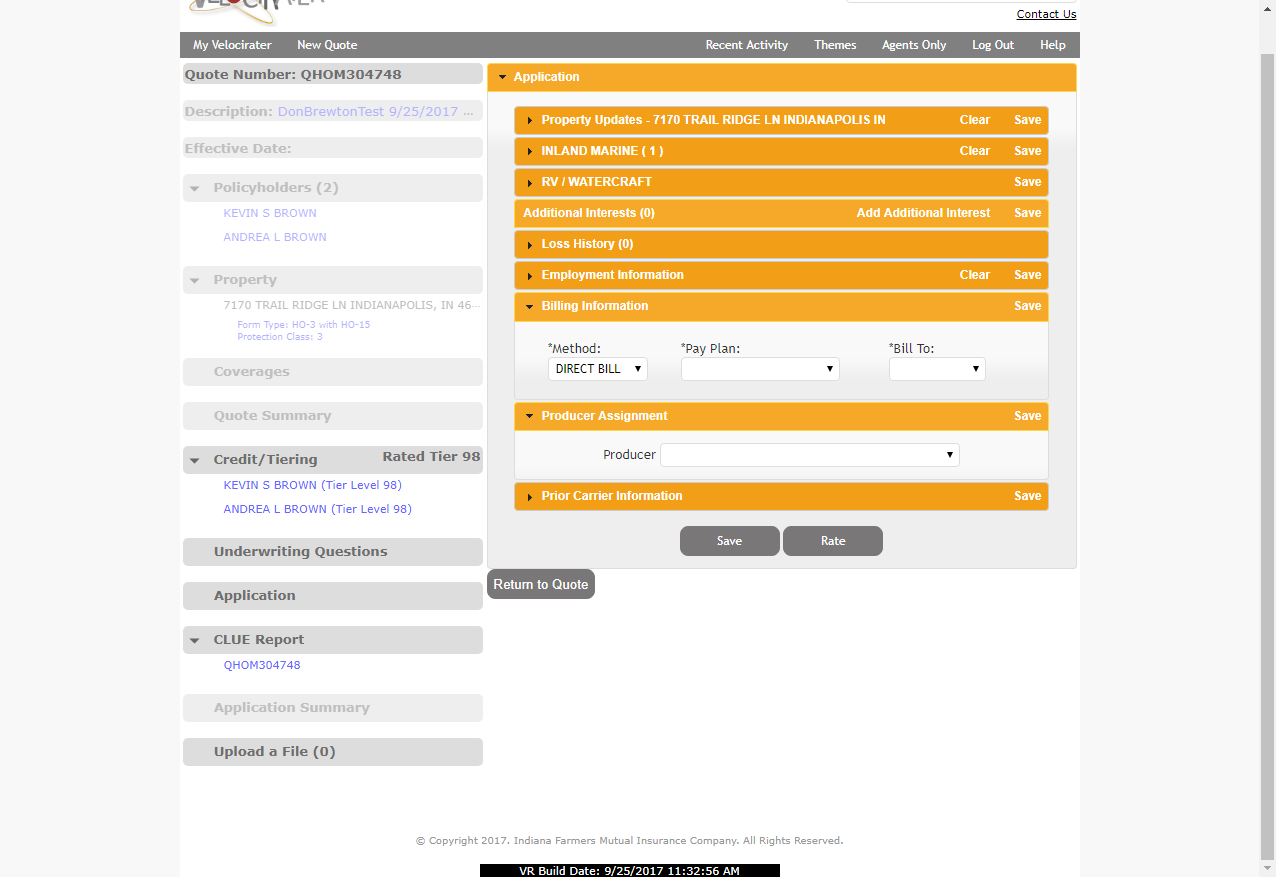 Contact Us
My Velocirater New Quote Recent Activity Themes Agents Only Log Out Help
Quote Number: QHOM304748
Description: DonBrewtonTest 9/25/2017 ...
Effective Date:
Policyholders (2)
KEVIN S BROWN
ANDREA L BROWN
Property
7170 TRAIL RIDGE LN INDIANAPOLIS, IN 46...
Form Type: HO-3 with HO-15
Protection Class: 3
Coverages
Quote Summary
Credit/Tiering Rated Tier 98
KEVIN S BROWN (Tier Level 98)
ANDREA L BROWN (Tier Level 98)
Underwriting Questions
Application
CLUE Report
QHOM304748
Application Summary
Upload a File (0)
Application
Property Updates - 7170 TRAIL RIDGE LN INDIANAPOLIS IN Clear Save
INLAND MARINE ( 1 ) Clear Save
RV / WATERCRAFT Save
Additional Interests (0) Add Additional Interest Save
Loss History (0)
Employment Information Clear Save
Billing Information Save
*Method: *Pay Plan: *Bill To:
DIRECT BILL
Producer Assignment Save
Producer
Prior Carrier Information Save
Save Rate
Return to Quote
© Copyright 2017. Indiana Farmers Mutual Insurance Company. All Rights Reserved.
VR Build Date: 9/25/2017 11:32:56 AM